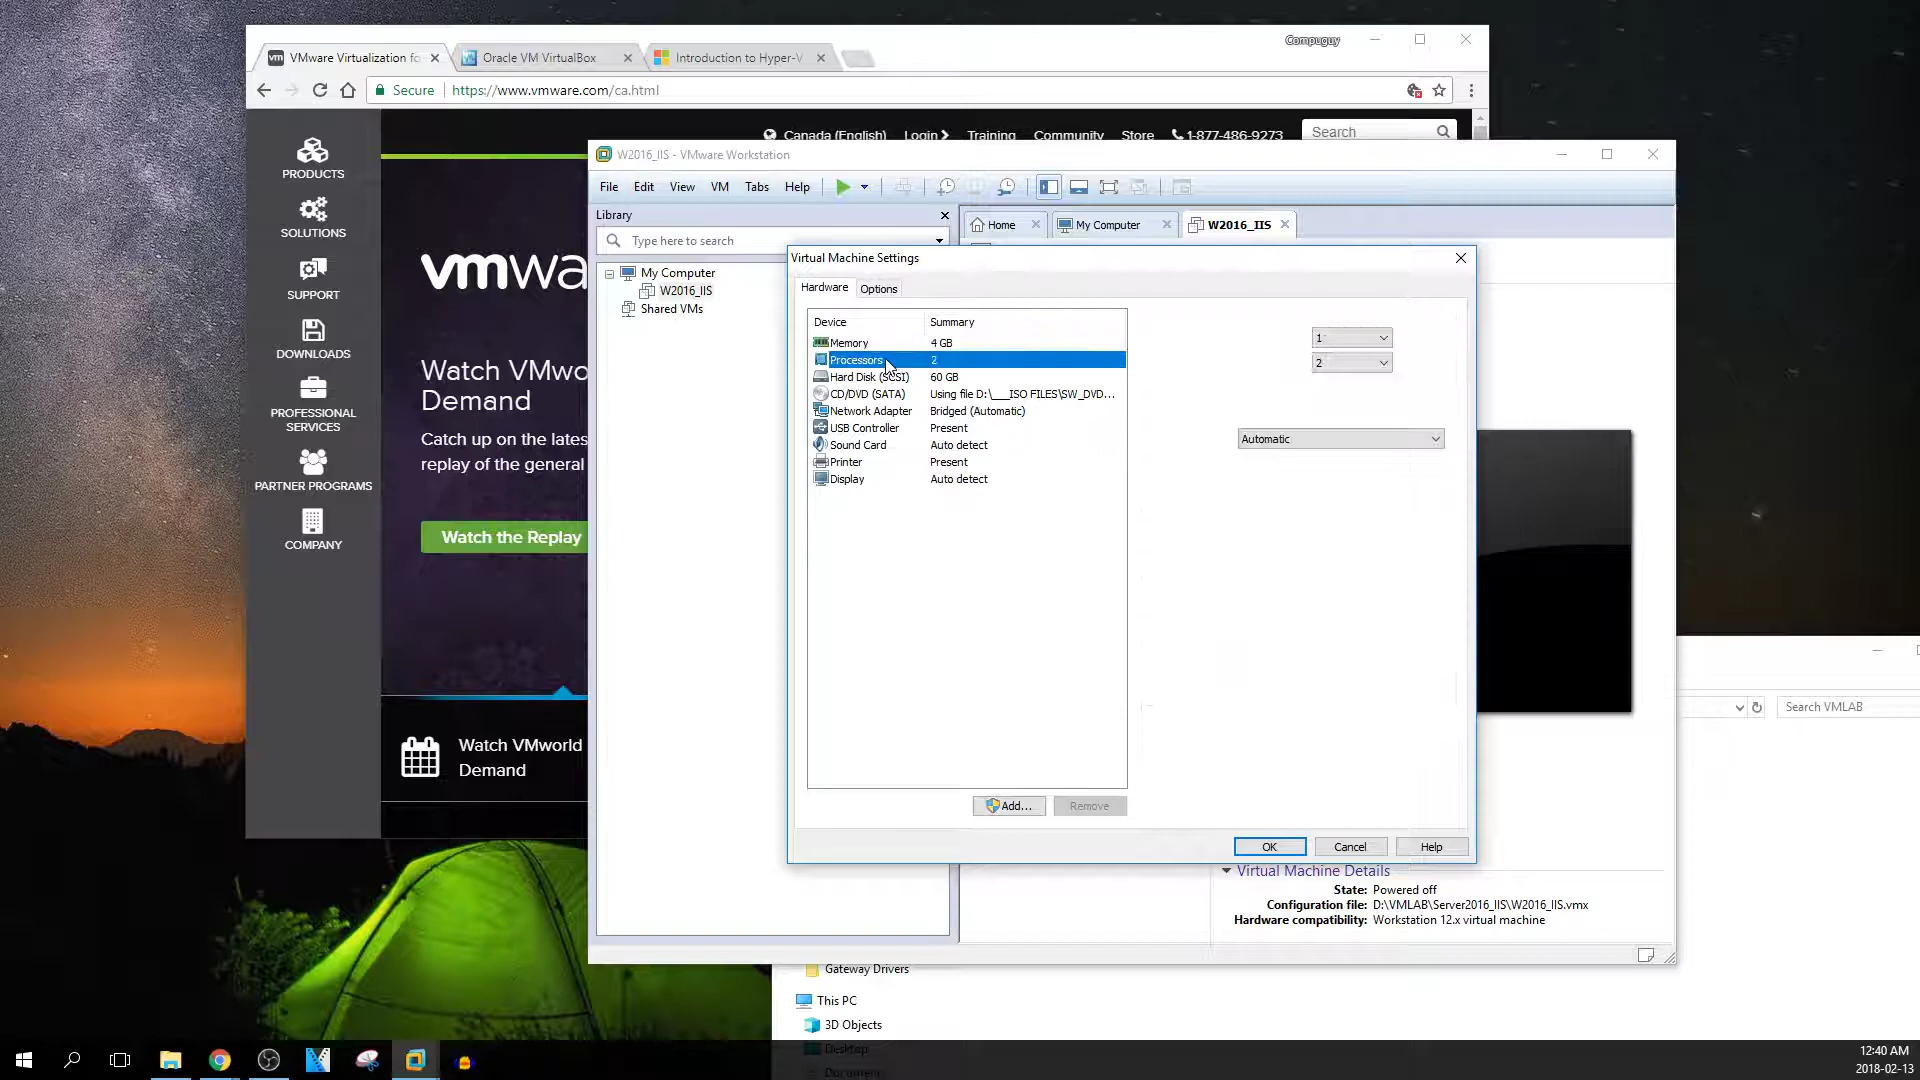 Compuguy
VMware Virtualization fo
Oracle VM VirtualBox
Introduction to Hyper-V
Secure
https://www.vmware.com/ca.html
Canada (English)
Login
Training
Community
Store
1-877-486-9273
Search
PRODUCTS
SOLUTIONS
SUPPORT
DOWNLOADS
PROFESSIONAL
SERVICES
PARTNER PROGRAMS
COMPANY
vmwa
Watch VMwo
Demand
Catch up on the lates
replay of the general
Watch the Replay
Watch VMworld
Demand
W2016_IIS - VMware Workstation
File Edit View VM Tabs Help
Library
Type here to search
My Computer
W2016_IIS
Shared VMs
Home
My Computer
W2016_IIS
Virtual Machine Settings
Hardware Options
Device Summary
Memory 4 GB
Processors 2
Hard Disk (SCSI) 60 GB
CD/DVD (SATA) Using file D:\___ISO FILES\SW_DVD...
Network Adapter Bridged (Automatic)
USB Controller Present
Sound Card Auto detect
Printer Present
Display Auto detect
1
2
Automatic
Add... Remove
OK Cancel Help
Virtual Machine Details
State: Powered off
Configuration file: D:\VMLAB\Server2016_IIS\W2016_IIS.vmx
Hardware compatibility: Workstation 12.x virtual machine
Search VMLAB
Gateway Drivers
This PC
3D Objects
Desktop
12:40 AM
2018-02-13